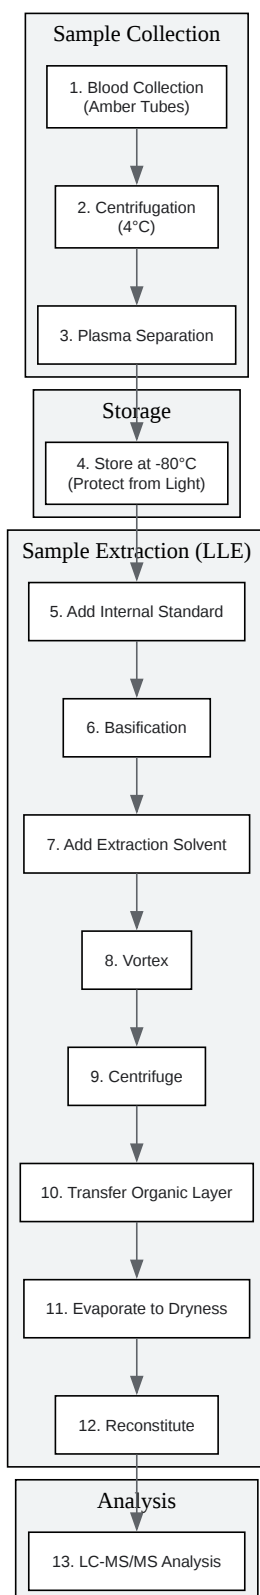 Sample Collection
1. Blood Collection
(Amber Tubes)
2. Centrifugation
(4°C)
3. Plasma Separation
Storage
4. Store at -80°C
(Protect from Light)
Sample Extraction (LLE)
5. Add Internal Standard
6. Basification
7. Add Extraction Solvent
8. Vortex
9. Centrifuge
10. Transfer Organic Layer
11. Evaporate to Dryness
12. Reconstitute
Analysis
13. LC-MS/MS Analysis